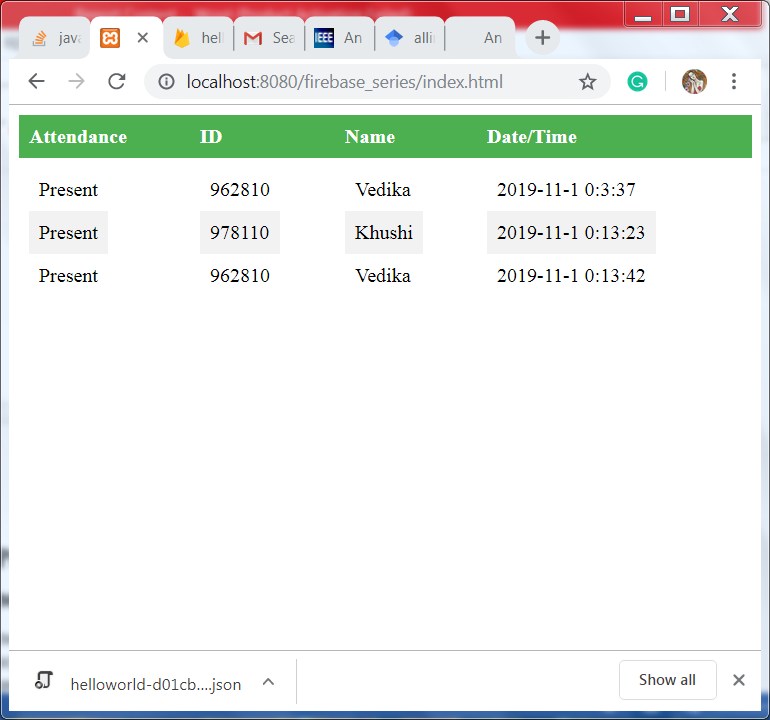 java
hel
Sea
An
alli
An
localhost:8080/firebase_series/index.html
Attendance ID Name Date/Time
Present 962810 Vedika 2019-11-1 0:3:37
Present 978110 Khushi 2019-11-1 0:13:23
Present 962810 Vedika 2019-11-1 0:13:42
helloworld-d01cb....json Show all